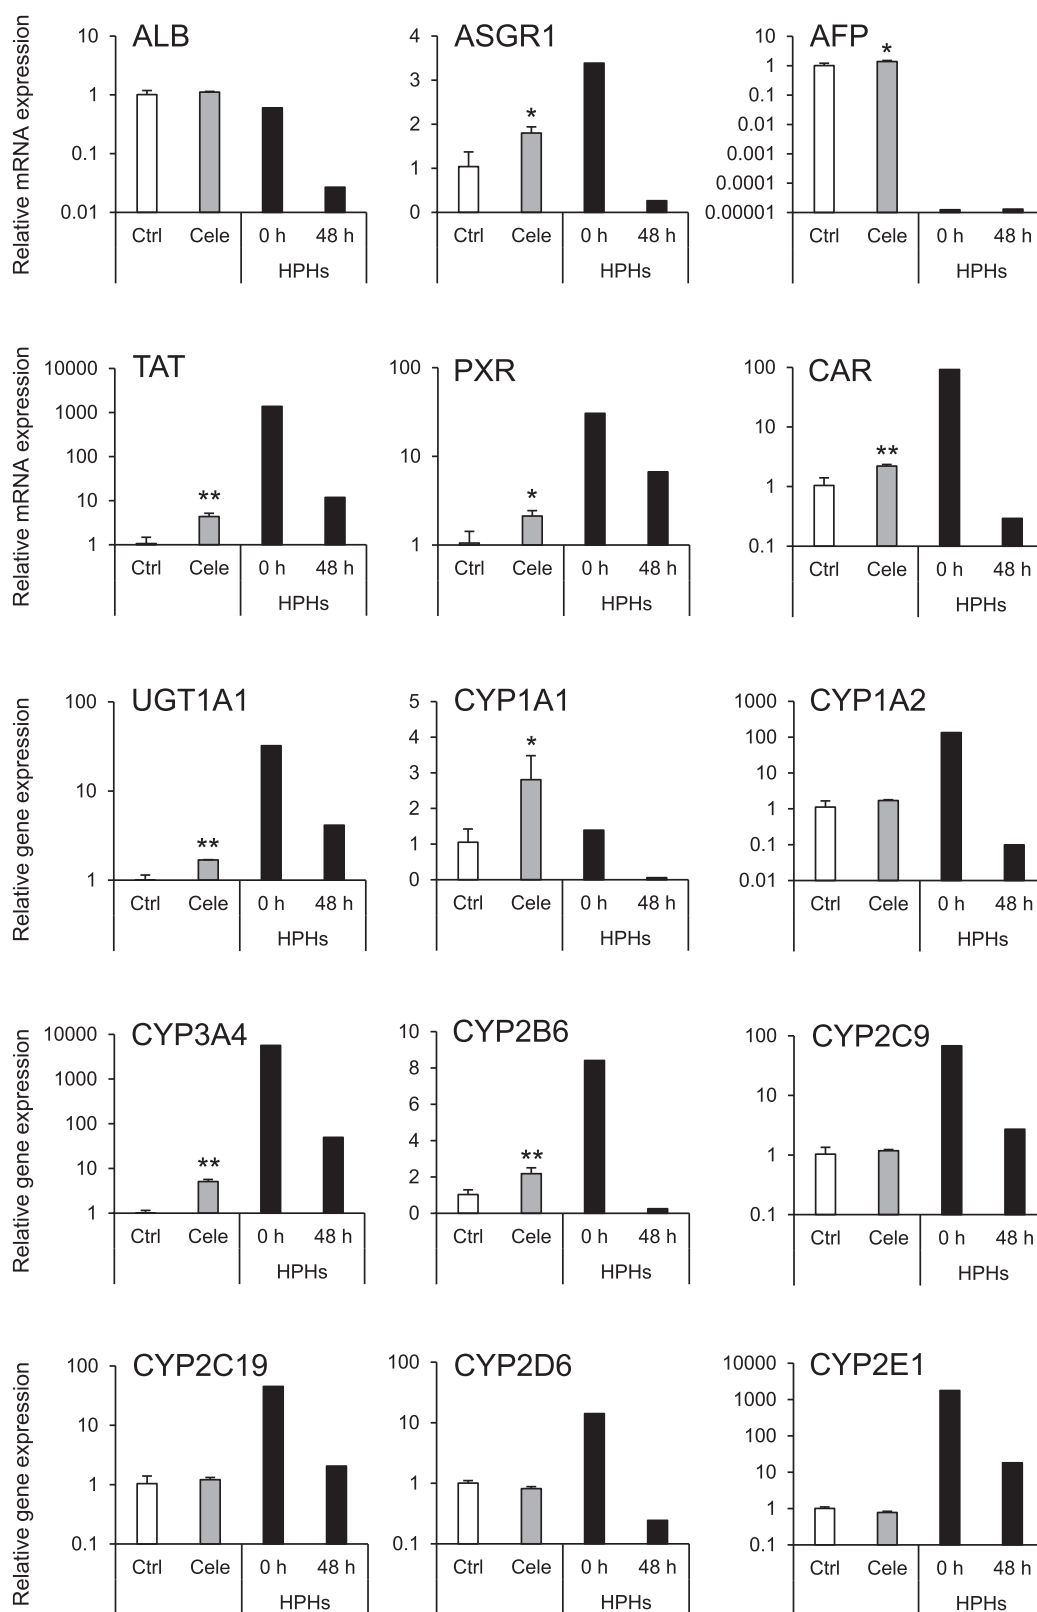 Relative mRNA expression
ALB
10
1
0.1
0.01
Ctrl Cele 0 h 48 h
HPHs
ASGR1
4
3
2
1
0
*
Ctrl Cele 0 h 48 h
HPHs
AFP
10
1
0.1
0.01
0.001
0.0001
0.00001
*
Ctrl Cele 0 h 48 h
HPHs
Relative mRNA expression
TAT
10000
1000
100
10
1
**
Ctrl Cele 0 h 48 h
HPHs
PXR
100
10
1
*
Ctrl Cele 0 h 48 h
HPHs
CAR
100
10
1
0.1
**
Ctrl Cele 0 h 48 h
HPHs
Relative gene expression
UGT1A1
100
10
1
**
Ctrl Cele 0 h 48 h
HPHs
CYP1A1
5
4
3
2
1
0
*
Ctrl Cele 0 h 48 h
HPHs
CYP1A2
1000
100
10
1
0.1
0.01
Ctrl Cele 0 h 48 h
HPHs
Relative gene expression
CYP3A4
10000
1000
100
10
1
**
Ctrl Cele 0 h 48 h
HPHs
CYP2B6
10
8
6
4
2
0
**
Ctrl Cele 0 h 48 h
HPHs
CYP2C9
100
10
1
0.1
Ctrl Cele 0 h 48 h
HPHs
Relative gene expression
CYP2C19
100
10
1
0.1
Ctrl Cele 0 h 48 h
HPHs
CYP2D6
100
10
1
0.1
Ctrl Cele 0 h 48 h
HPHs
CYP2E1
10000
1000
100
10
1
0.1
Ctrl Cele 0 h 48 h
HPHs